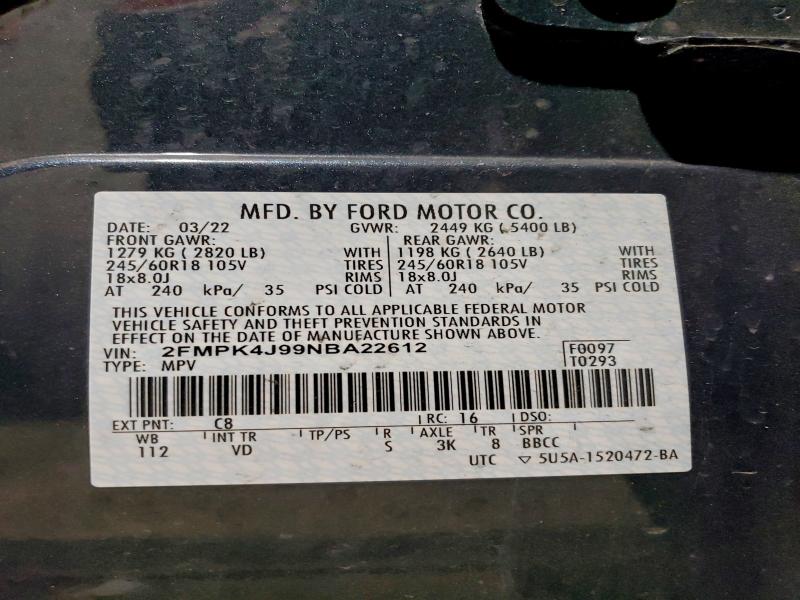 MFD. BY FORD MOTOR CO.
DATE: 03/22 GVWR: 2449 KG ( 5400 LB)
FRONT GAWR: REAR GAWR:
1279 KG ( 2820 LB) WITH 1198 KG ( 2640 LB) WITH
245/60R18 105V TIRES 245/60R18 105V TIRES
18x8.0J RIMS 18x8.0J RIMS
AT 240 kPa/ 35 PSI COLD AT 240 kPa/ 35 PSI COLD
THIS VEHICLE CONFORMS TO ALL APPLICABLE FEDERAL MOTOR
VEHICLE SAFETY AND THEFT PREVENTION STANDARDS IN
EFFECT ON THE DATE OF MANUFACTURE SHOWN ABOVE.
VIN: 2FMPK4J99NBA22612 F0097
TYPE: MPV T0293
EXT PNT: C8 RC: 16 DSO:
WB INT TR TP/PS R AXLE TR SPR
112 VD S 3K 8 BBCC
UTC ▽ 5U5A-1520472-BA